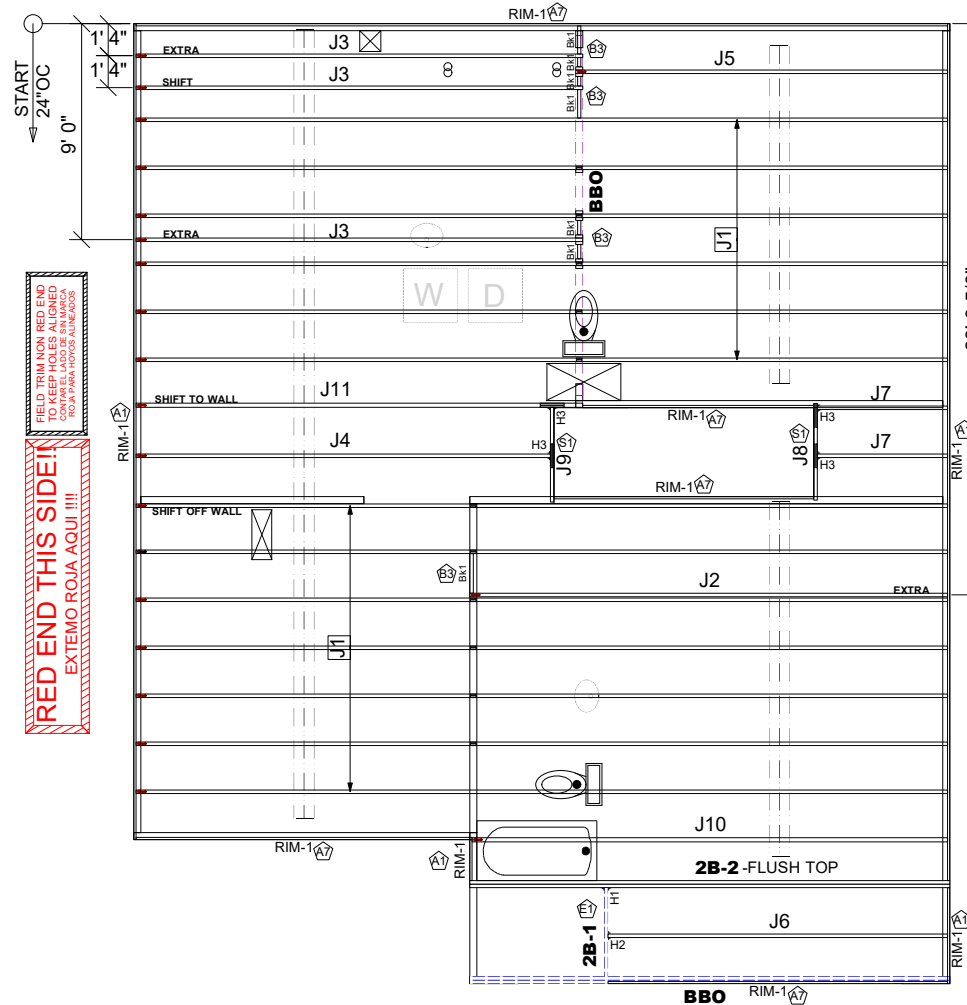 RIM-1 A7
START
24"OC
1' 4"
1' 4"
9' 0"
EXTRA
J3
Bk1
B3
Bk1
J5
SHIFT
J3
Bk1
B3
Bk1
BBO
J1
EXTRA
J3
Bk1
B3
Bk1
W D
FIELD TRIM NON RED END
TO KEEP HOLES ALIGNED
CONTAR EL LADO DE SIN MARCA
ROJA PARA HOYOS ALINEADOS
RED END THIS SIDE!!
EXTEMO ROJA AQUI !!!!
A1
RIM-1
SHIFT TO WALL
J11
H3
RIM-1 A7
J7
H3
S1
J4
H3
J9
S1
J8
H3
J7
A7
RIM-1
RIM-1 A7
SHIFT OFF WALL
B3
Bk1
J2
EXTRA
J1
J10
RIM-1 A7
A1
RIM-1
2B-2 -FLUSH TOP
E1
H1
2B-1
H2
J6
A1
RIM-1
BBO RIM-1 A7